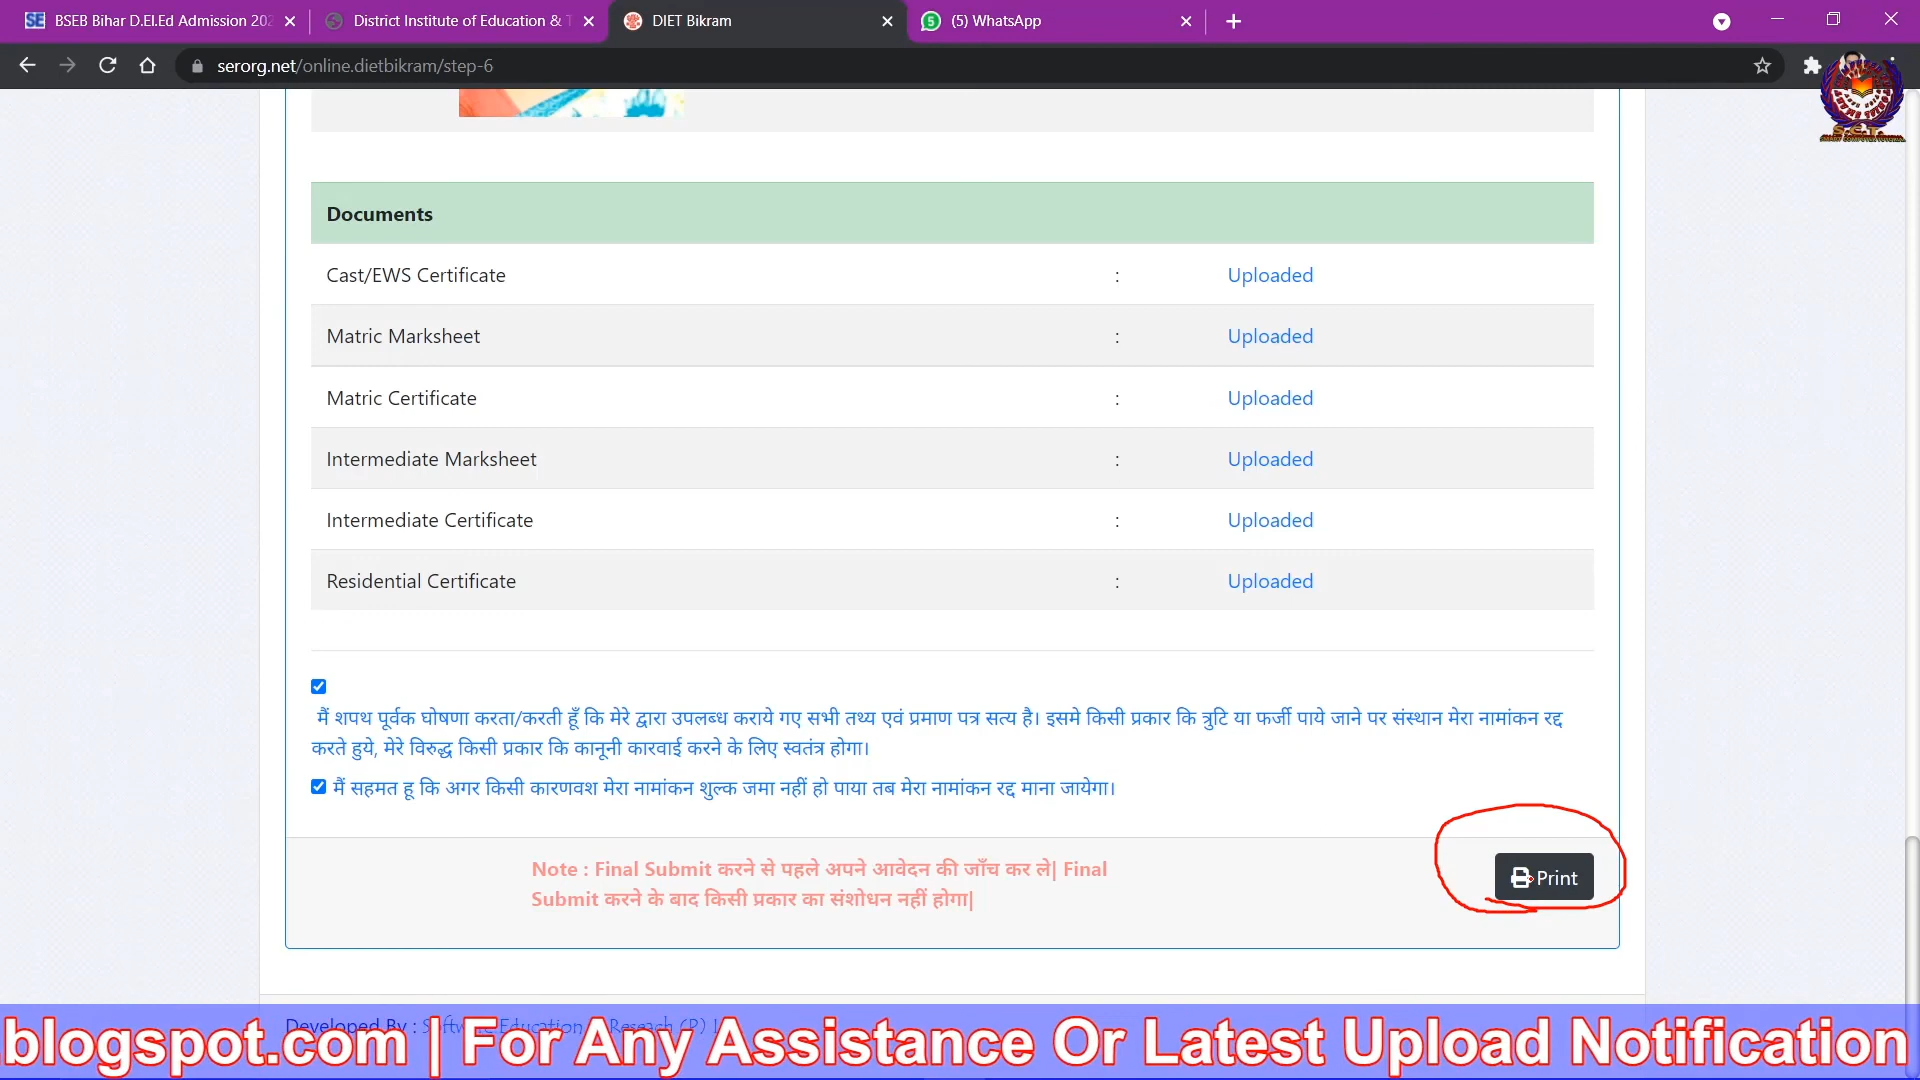 BSEB Bihar D.El.Ed Admission 202
District Institute of Education & T
DIET Bikram
(5) WhatsApp
serorg.net/online.dietbikram/step-6
Documents
Cast/EWS Certificate : Uploaded
Matric Marksheet : Uploaded
Matric Certificate : Uploaded
Intermediate Marksheet : Uploaded
Intermediate Certificate : Uploaded
Residential Certificate : Uploaded
मैं शपथ पूर्वक घोषणा करता/करती हूँ कि मेरे द्वारा उपलब्ध कराये गए सभी तथ्य एवं प्रमाण पत्र सत्य है। इसमे किसी प्रकार कि त्रुटि या फर्जी पाये जाने पर संस्थान मेरा नामांकन रद्द
करते हुये, मेरे विरुद्ध किसी प्रकार कि कानूनी कारवाई करने के लिए स्वतंत्र होगा।
मैं सहमत हू कि अगर किसी कारणवश मेरा नामांकन शुल्क जमा नहीं हो पाया तब मेरा नामांकन रद्द माना जायेगा।
Note : Final Submit करने से पहले अपने आवेदन की जाँच कर ले| Final
Submit करने के बाद किसी प्रकार का संशोधन नहीं होगा|
Print
Developed By : Software Education
.blogspot.com | For Any Assistance Or Latest Upload Notification